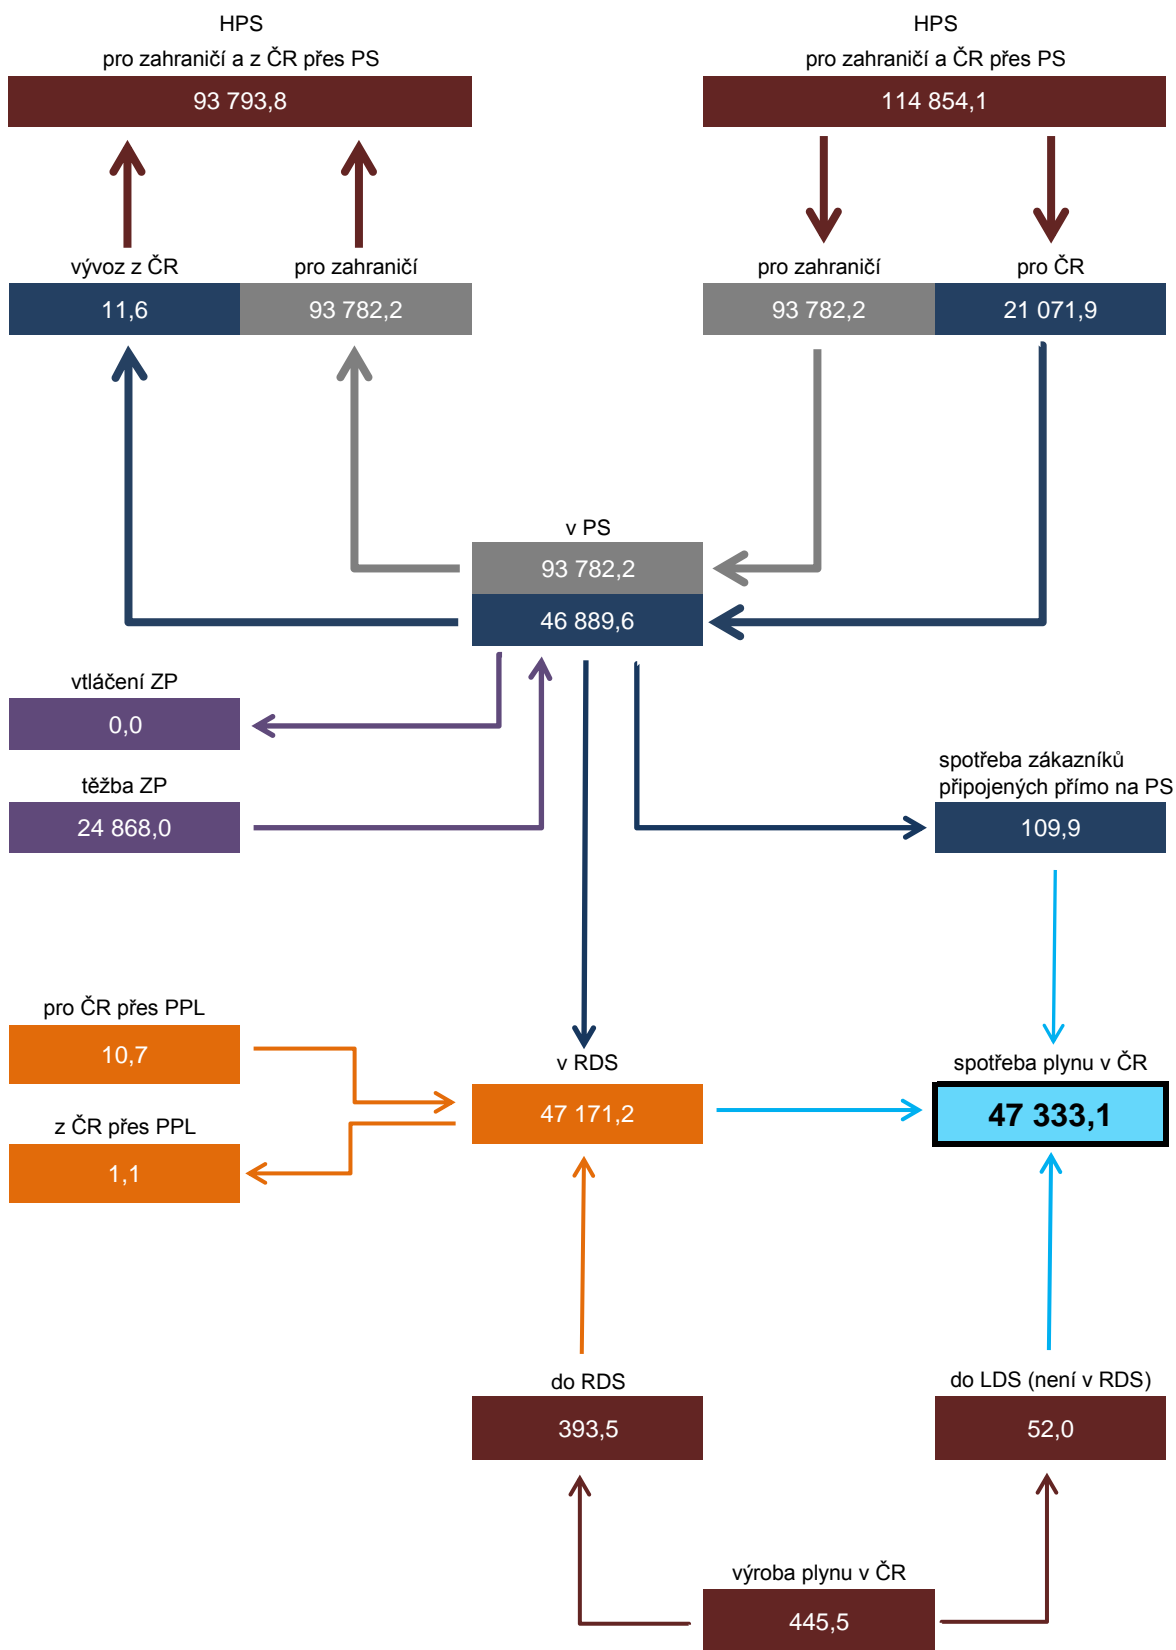 HPS
pro zahraničí a z ČR přes PS
93 793,8
HPS
pro zahraničí a ČR přes PS
114 854,1
vývoz z ČR
pro zahraničí
11,6
93 782,2
pro zahraničí
pro ČR
93 782,2
21 071,9
v PS
93 782,2
46 889,6
vtláčení ZP
0,0
těžba ZP
24 868,0
spotřeba zákazníků
připojených přímo na PS
109,9
pro ČR přes PPL
10,7
z ČR přes PPL
1,1
v RDS
47 171,2
spotřeba plynu v ČR
47 333,1
do RDS
393,5
do LDS (není v RDS)
52,0
výroba plynu v ČR
445,5